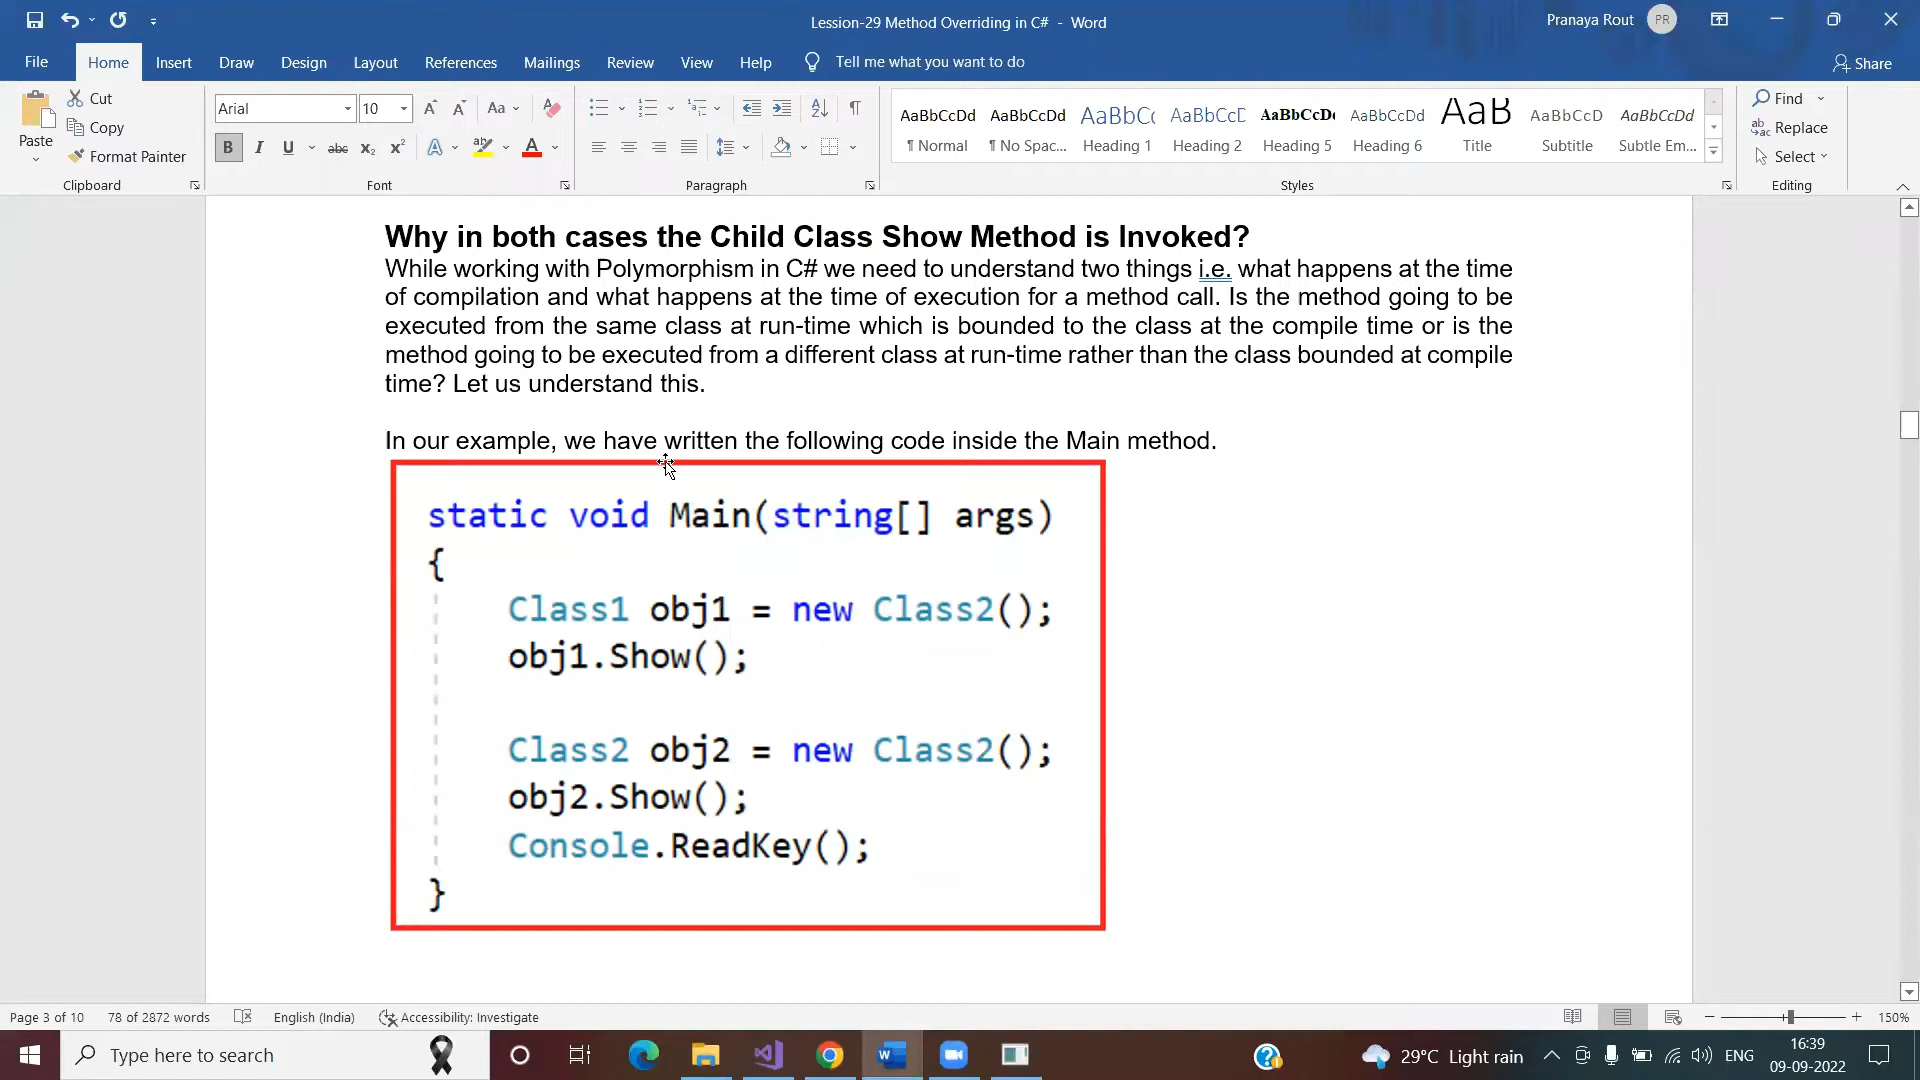 Lession-29 Method Overriding in C# - Word
Pranaya Rout
PR
File
Home
Insert
Draw
Design
Layout
References
Mailings
Review
View
Help
Tell me what you want to do
Share
Paste
Cut
Copy
Format Painter
Clipboard
Arial
10
Aa
B
I
U
abc
x₂
x²
A
ab
A
Font
Paragraph
AaBbCcDd
¶ Normal
AaBbCcDd
¶ No Spac...
AaBbCc
Heading 1
AaBbCcD
Heading 2
AaBbCcDd
Heading 5
AaBbCcDd
Heading 6
AaB
Title
AaBbCcD
Subtitle
AaBbCcDd
Subtle Em...
Styles
Find
Replace
Select
Editing
Why in both cases the Child Class Show Method is Invoked?
While working with Polymorphism in C# we need to understand two things i.e. what happens at the time
of compilation and what happens at the time of execution for a method call. Is the method going to be
executed from the same class at run-time which is bounded to the class at the compile time or is the
method going to be executed from a different class at run-time rather than the class bounded at compile
time? Let us understand this.
In our example, we have written the following code inside the Main method.
static void Main(string[] args)
{
Class1 obj1 = new Class2();
obj1.Show();
Class2 obj2 = new Class2();
obj2.Show();
Console.ReadKey();
}
Page 3 of 10
78 of 2872 words
English (India)
Accessibility: Investigate
150%
Type here to search
29°C Light rain
ENG
16:39
09-09-2022